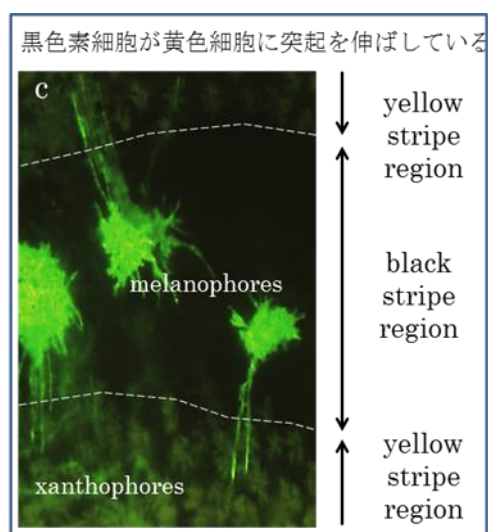 黒色素細胞が黄色細胞に突起を伸ばしている
c
yellow
stripe
region
melanophores
black
stripe
region
xanthophores
yellow
stripe
region